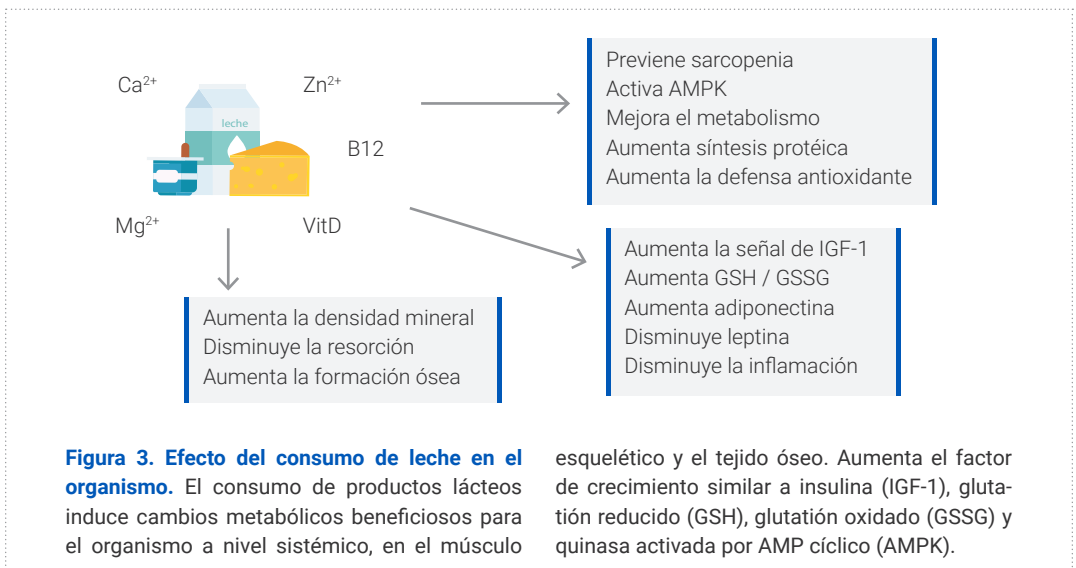 Ca²⁺
Zn²⁺
leche
B12
Mg²⁺
VitD
Previene sarcopenia
Activa AMPK
Mejora el metabolismo
Aumenta síntesis protéica
Aumenta la defensa antioxidante
Aumenta la señal de IGF-1
Aumenta GSH / GSSG
Aumenta adiponectina
Disminuye leptina
Disminuye la inflamación
Aumenta la densidad mineral
Disminuye la resorción
Aumenta la formación ósea
Figura 3. Efecto del consumo de leche en el
organismo. El consumo de productos lácteos
induce cambios metabólicos beneficiosos para
el organismo a nivel sistémico, en el músculo
esquelético y el tejido óseo. Aumenta el factor
de crecimiento similar a insulina (IGF-1), gluta-
tión reducido (GSH), glutatión oxidado (GSSG) y
quinasa activada por AMP cíclico (AMPK).